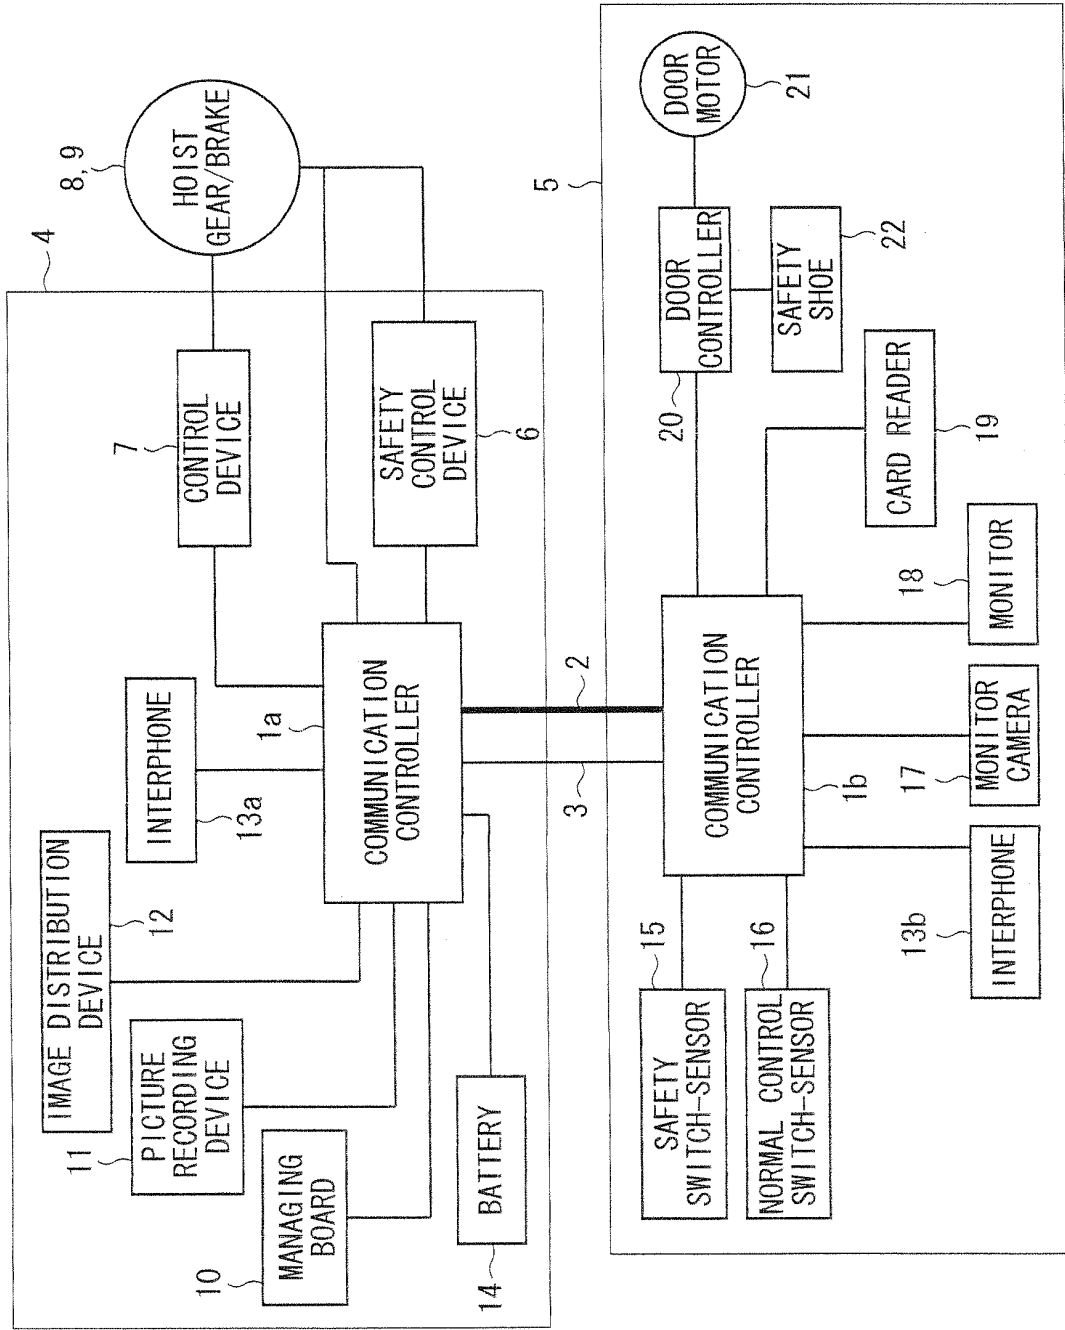 4
8, 9
HOIST
GEAR/BRAKE
7
CONTROL
DEVICE
SAFETY
CONTROL
DEVICE
6
INTERPHONE
13a
1a
COMMUNICATION
CONTROLLER
IMAGE DISTRIBUTION
DEVICE
12
11
PICTURE
RECORDING
DEVICE
10
MANAGING
BOARD
14
BATTERY
2
3
5
DOOR
MOTOR
21
20
DOOR
CONTROLLER
SAFETY
SHOE
22
CARD READER
19
18
MONITOR
COMMUNICATION
CONTROLLER
1b
17
MONITOR
CAMERA
13b
INTERPHONE
15
SAFETY
SWITCH-SENSOR
16
NORMAL CONTROL
SWITCH-SENSOR